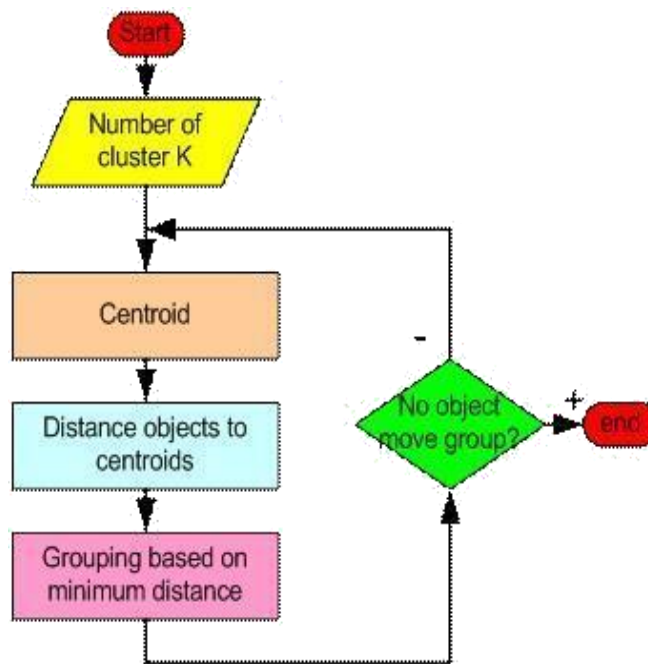 Start
Number of
cluster K
Centroid
-
No object
move group?
+
end
Distance objects to
centroids
Grouping based on
minimum distance